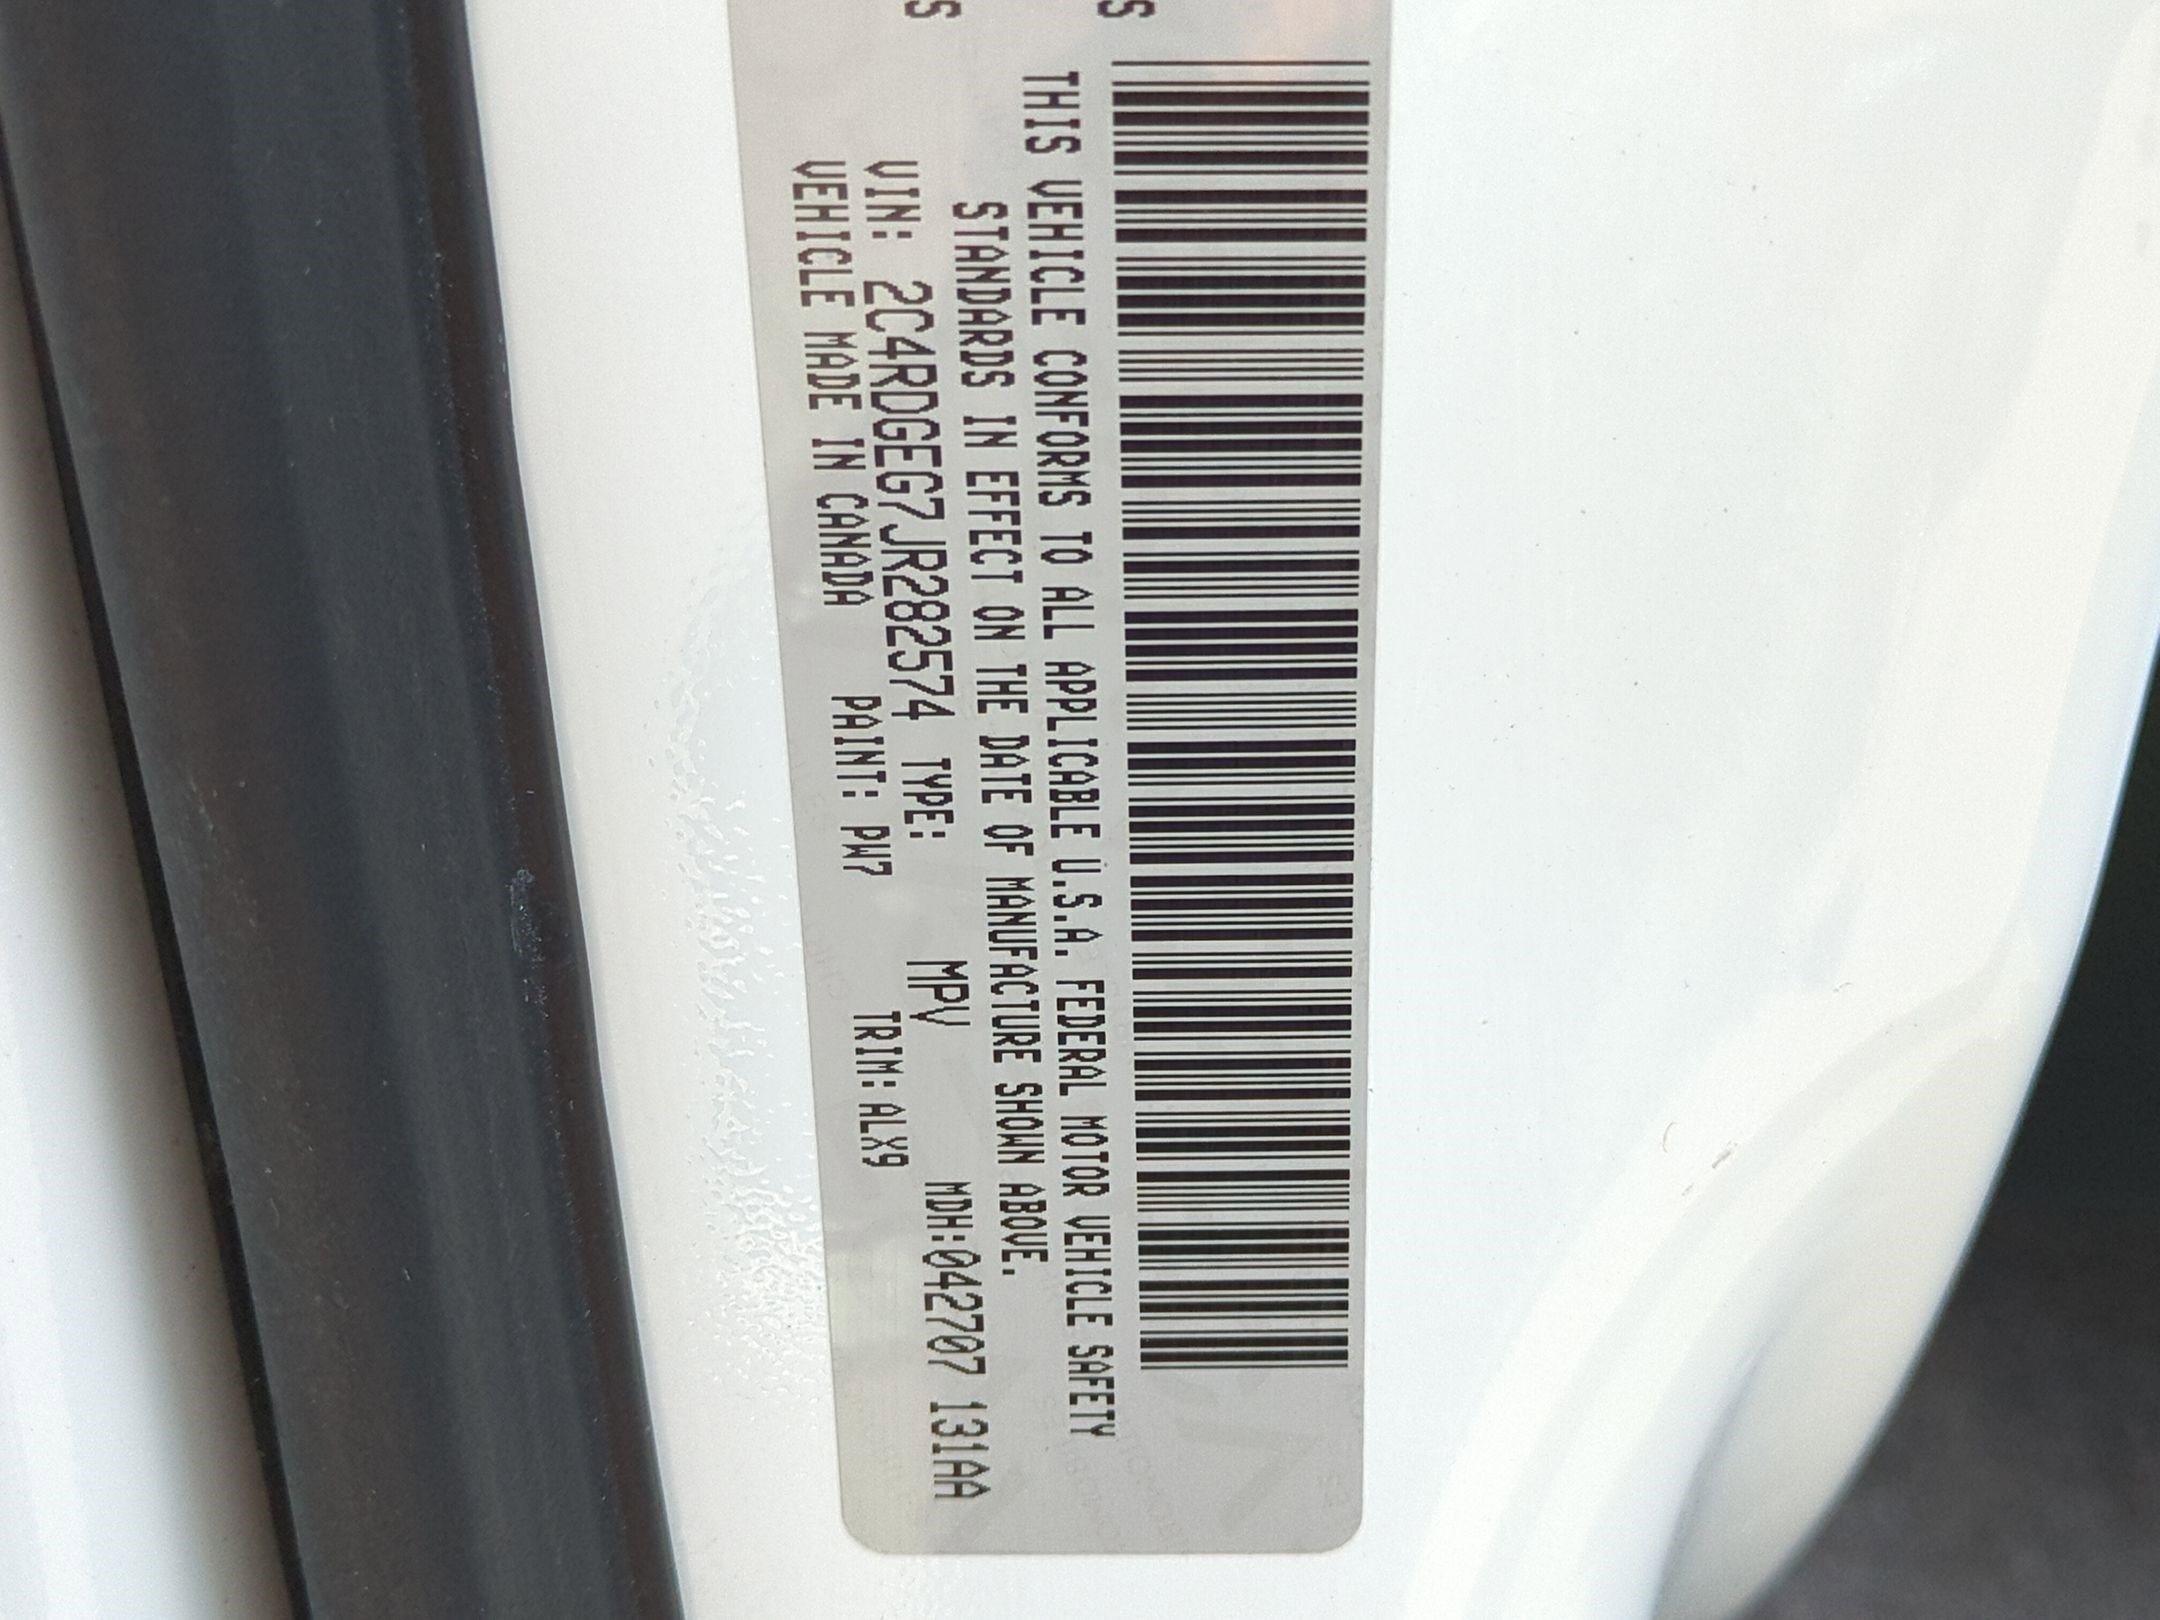 THIS VEHICLE CONFORMS TO ALL APPLICABLE U.S.A. FEDERAL MOTOR VEHICLE SAFETY
STANDARDS IN EFFECT ON THE DATE OF MANUFACTURE SHOWN ABOVE.
MDH:042707 131AA
VIN: 2C4RDGEG7JR282574 TYPE: MPV
VEHICLE MADE IN CANADA PAINT: PW7 TRIM:ALX9